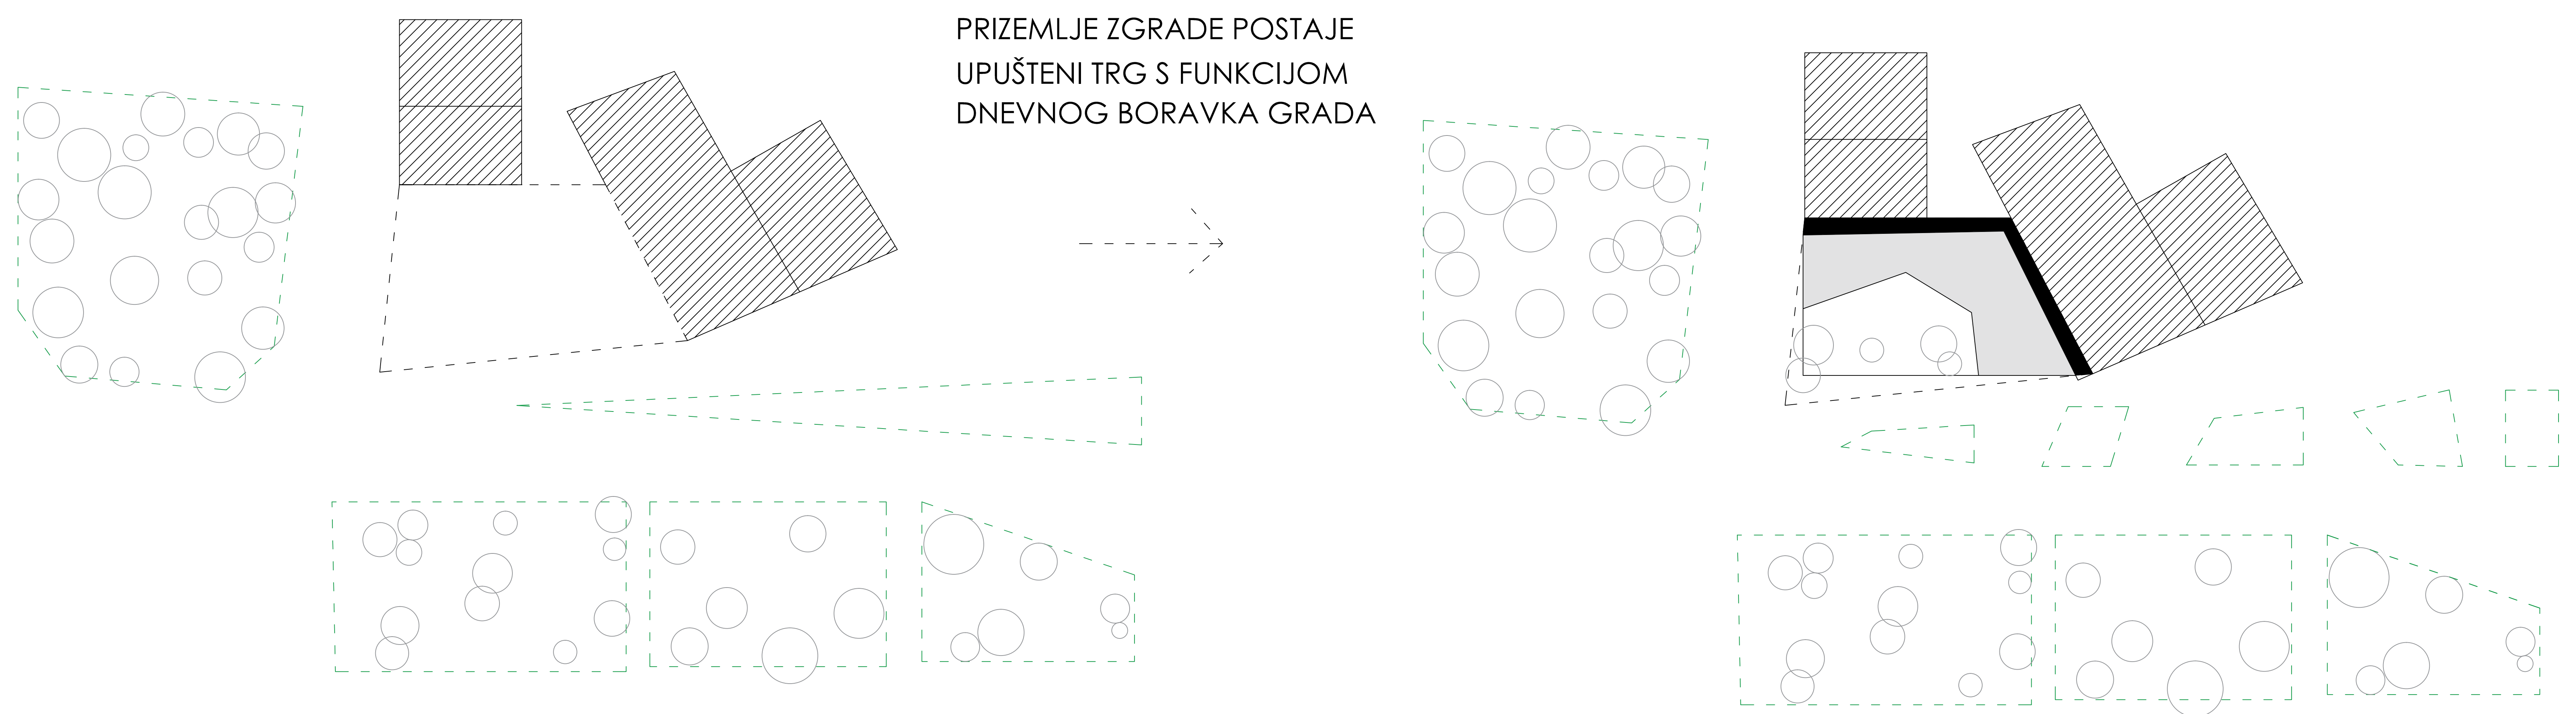 PRIZEMLJE ZGRADE POSTAJE
UPUŠTENI TRG S FUNKCIJOM
DNEVNOG BORAVKA GRADA